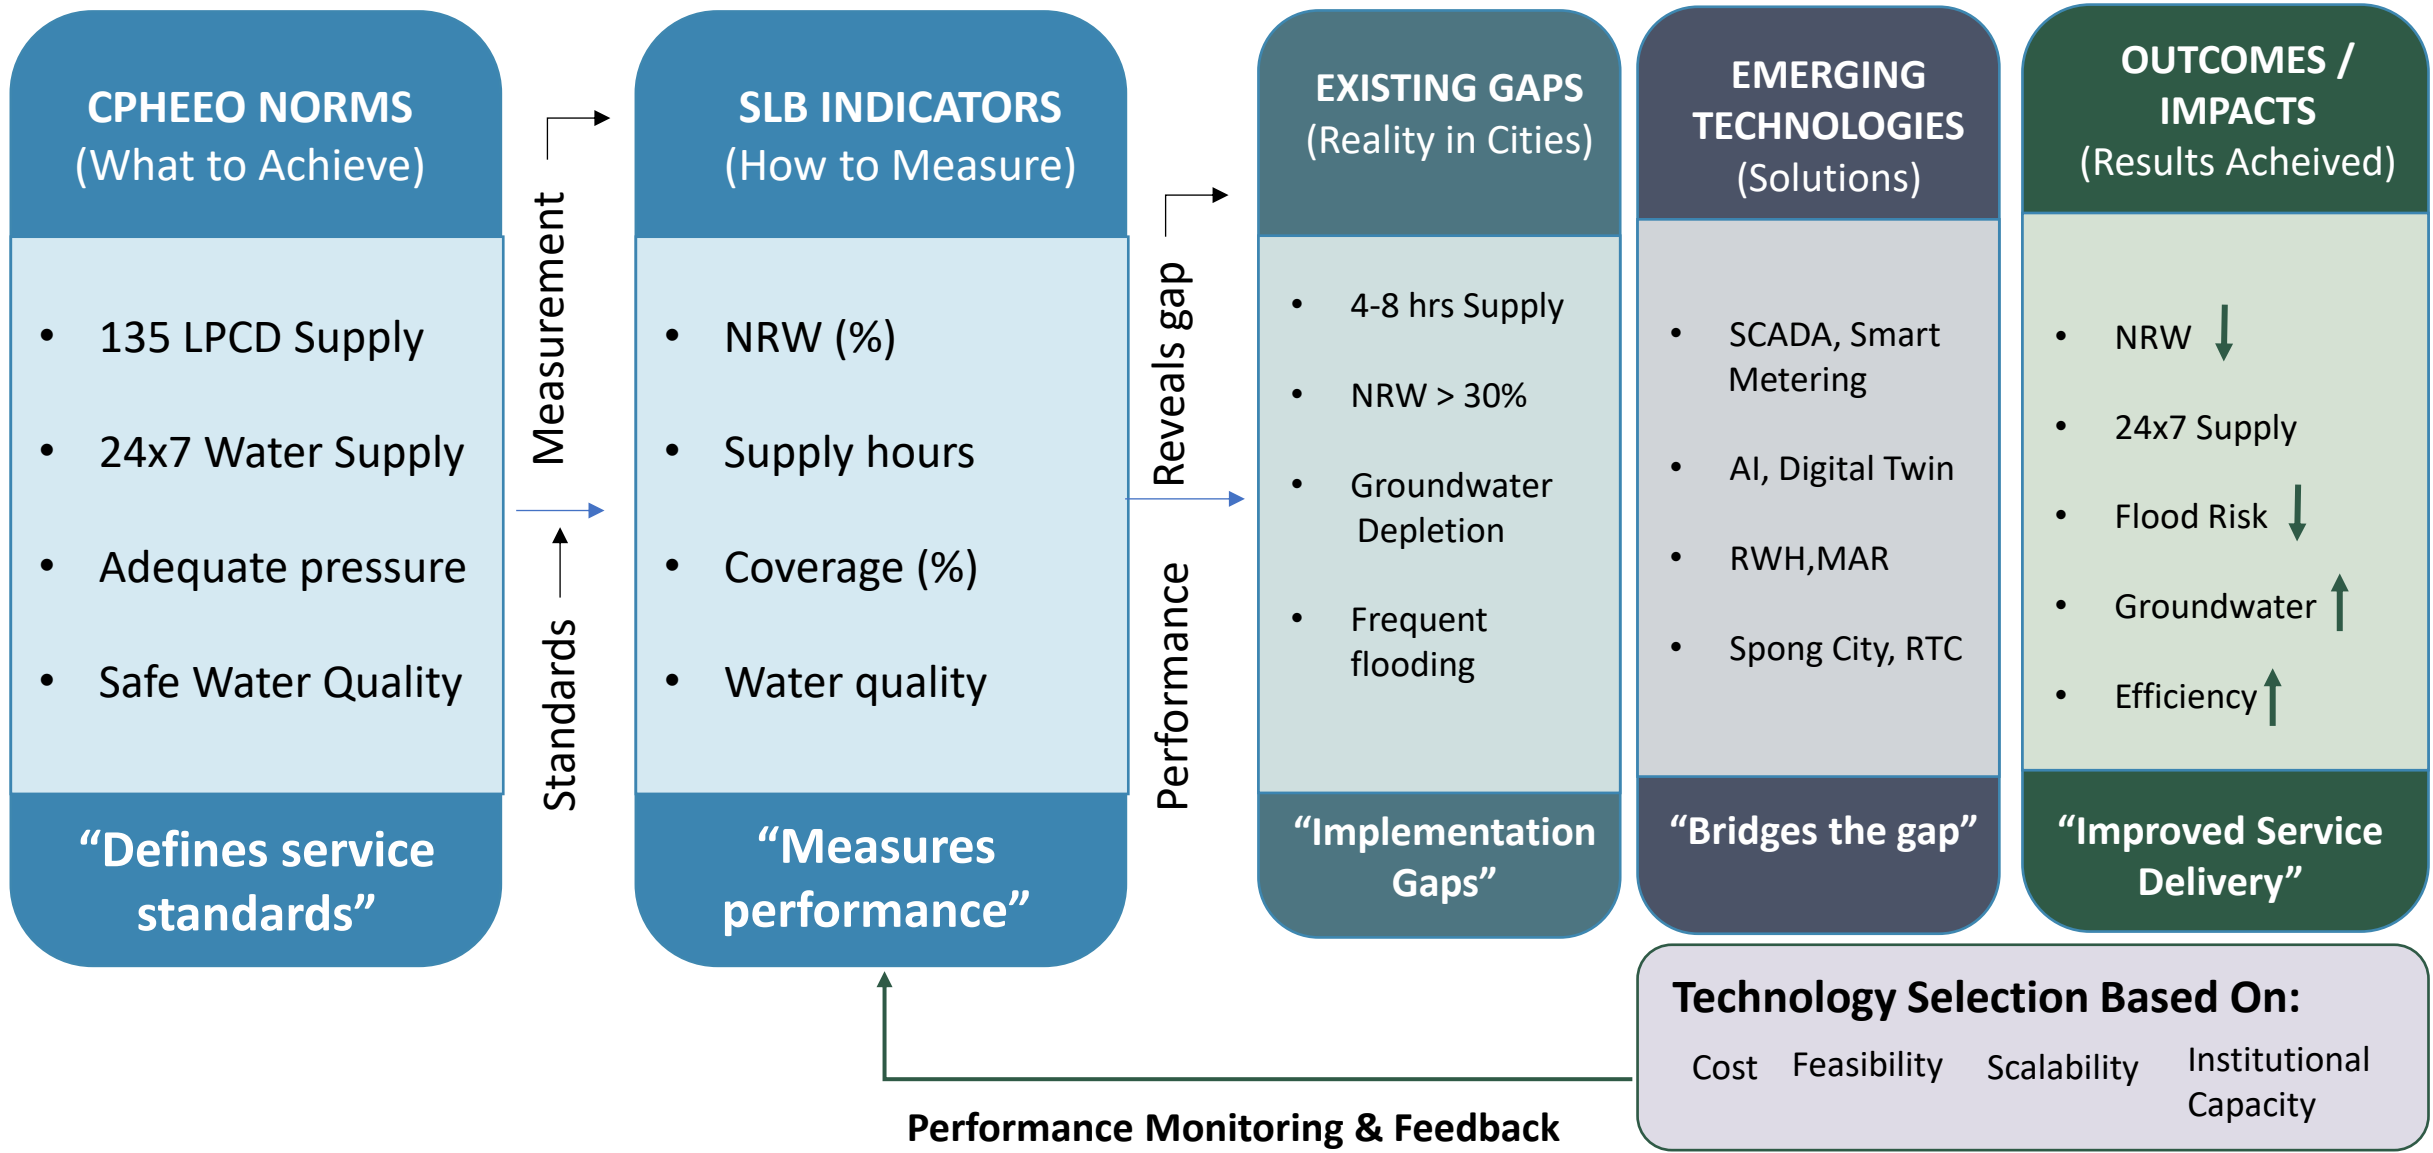 CPHEEO NORMS
(What to Achieve)
• 135 LPCD Supply
• 24x7 Water Supply
• Adequate pressure
• Safe Water Quality
“Defines service
standards”
Measurement
Standards
SLB INDICATORS
(How to Measure)
• NRW (%)
• Supply hours
• Coverage (%)
• Water quality
“Measures
performance”
Reveals gap
Performance
EXISTING GAPS
(Reality in Cities)
• 4-8 hrs Supply
• NRW > 30%
• Groundwater
Depletion
• Frequent
flooding
“Implementation
Gaps”
EMERGING
TECHNOLOGIES
(Solutions)
• SCADA, Smart
Metering
• AI, Digital Twin
• RWH,MAR
• Spong City, RTC
“Bridges the gap”
OUTCOMES /
IMPACTS
(Results Acheived)
• NRW ↓
• 24x7 Supply
• Flood Risk ↓
• Groundwater ↑
• Efficiency ↑
“Improved Service
Delivery”
Technology Selection Based On:
Cost Feasibility Scalability Institutional
Capacity
Performance Monitoring & Feedback